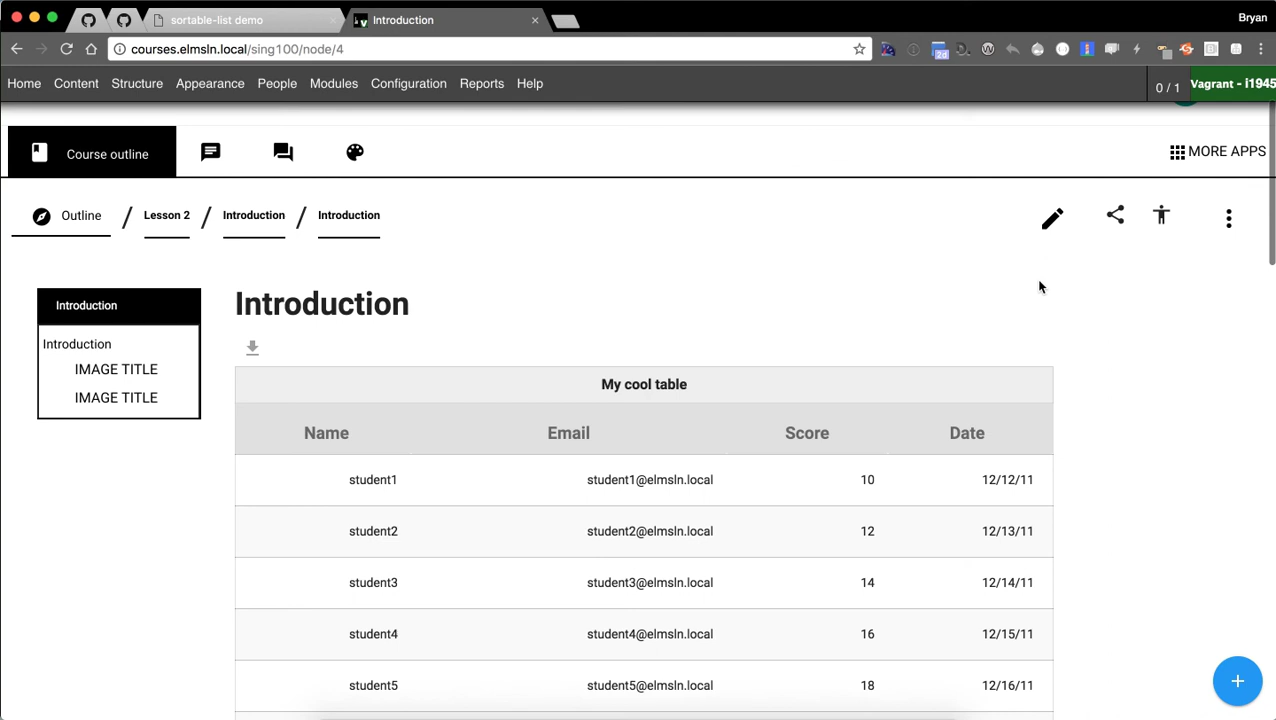 sortable-list demo
Introduction
Bryan
courses.elmsln.local/sing100/node/4
2d
Home Content Structure Appearance People Modules Configuration Reports Help
0 / 1
Vagrant - i1945
Course outline
MORE APPS
Outline / Lesson 2 / Introduction / Introduction
Introduction
Introduction
IMAGE TITLE
IMAGE TITLE
Introduction
My cool table
Name Email Score Date
student1 student1@elmsln.local 10 12/12/11
student2 student2@elmsln.local 12 12/13/11
student3 student3@elmsln.local 14 12/14/11
student4 student4@elmsln.local 16 12/15/11
student5 student5@elmsln.local 18 12/16/11